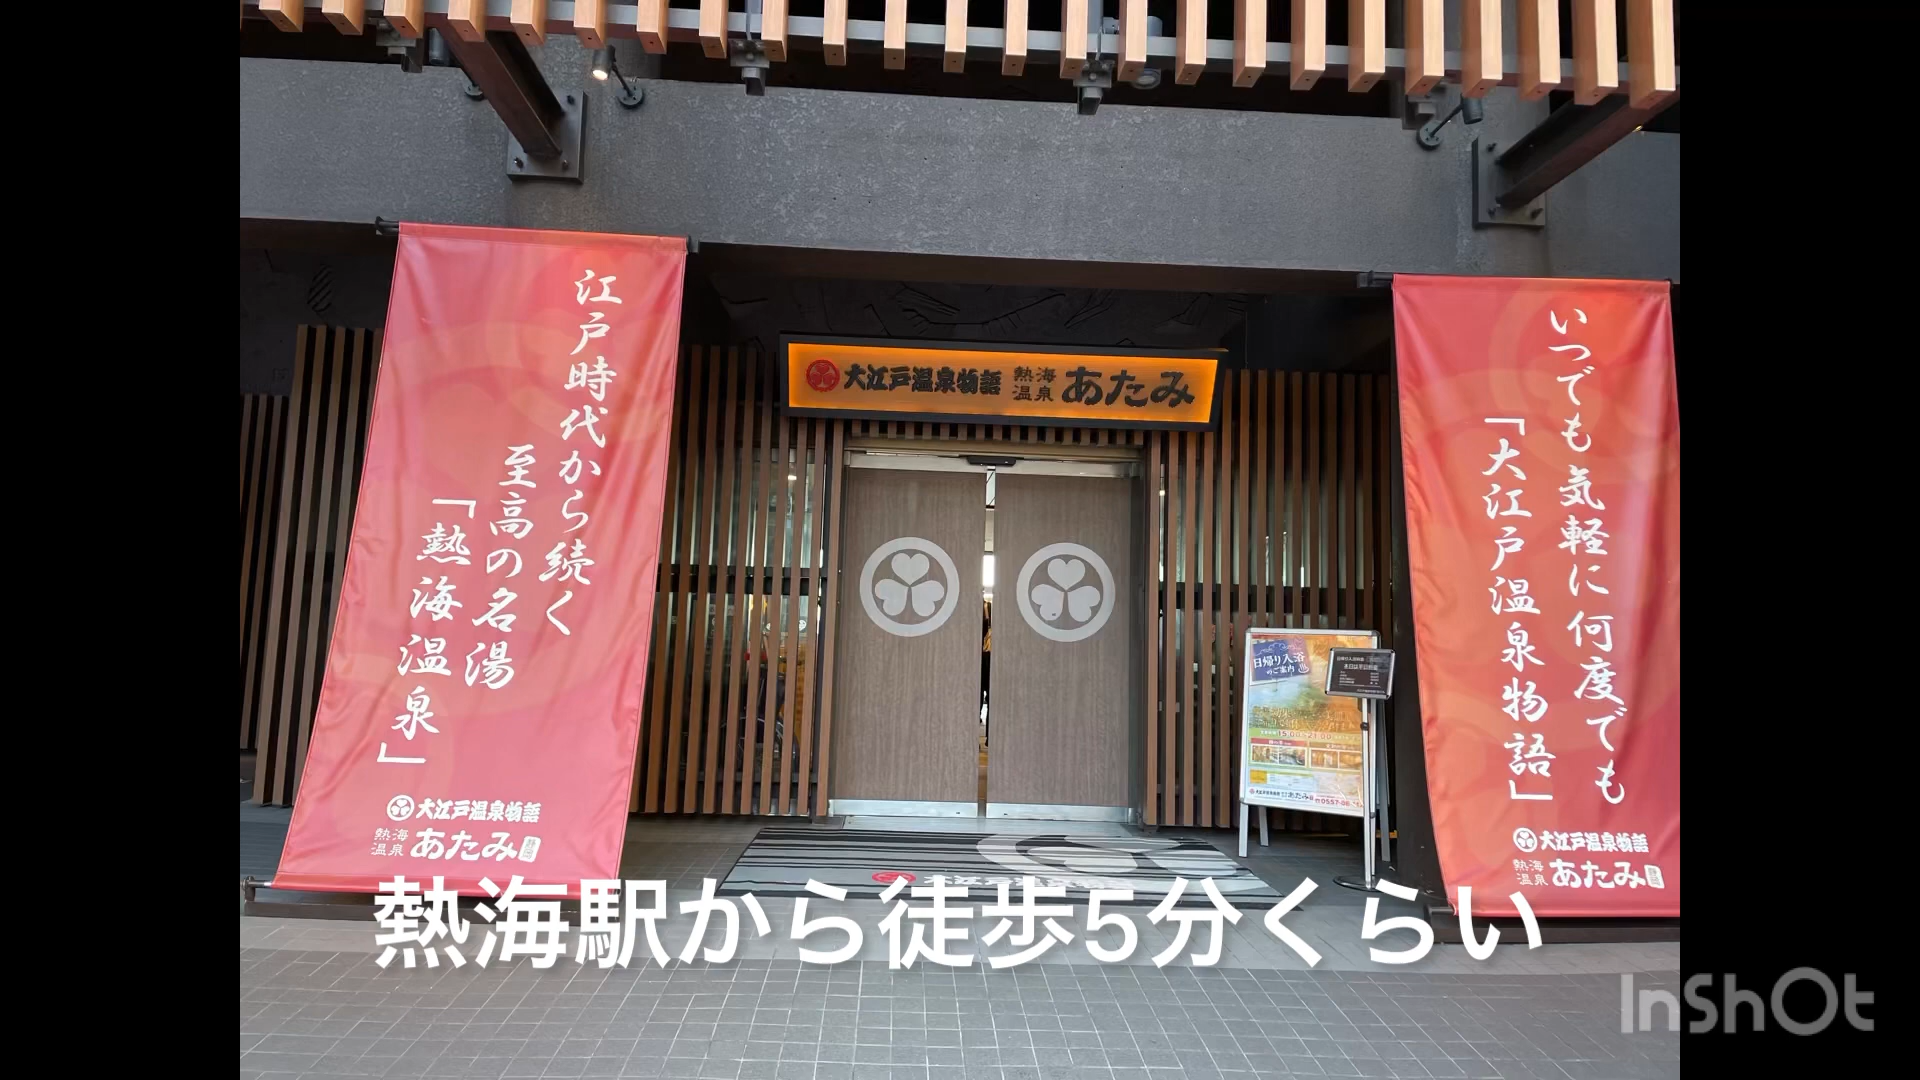 大江戸温泉物語 熱海温泉 あたみ
江戸時代から続く
至高の名湯
「熱海温泉」
大江戸温泉物語
熱海温泉 あたみ
いつでも気軽に何度でも
「大江戸温泉物語」
大江戸温泉物語
熱海温泉 あたみ
日帰り入浴
のご案内
15:00~21:00
あたみ
熱海駅から徒歩5分くらい
InShOt